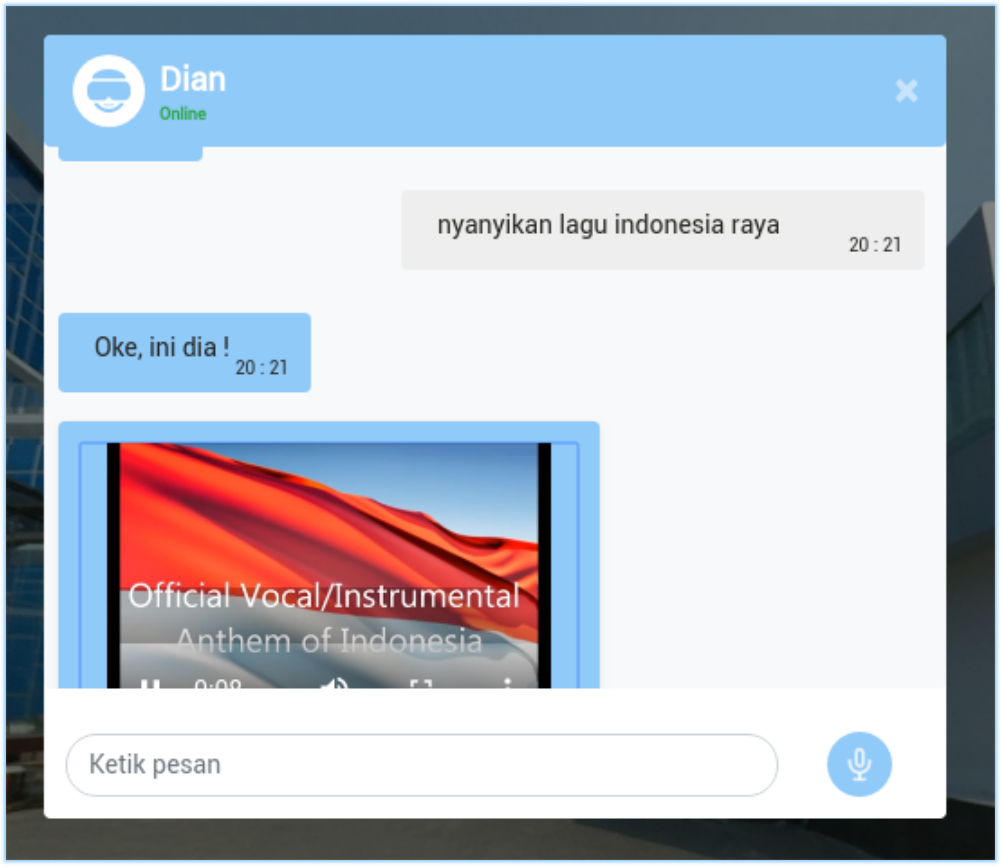 Dian
Online
nyanyikan lagu indonesia raya
20 : 21
Oke, ini dia !
20 : 21
Official Vocal/Instrumental
Anthem of Indonesia
0:08
Ketik pesan